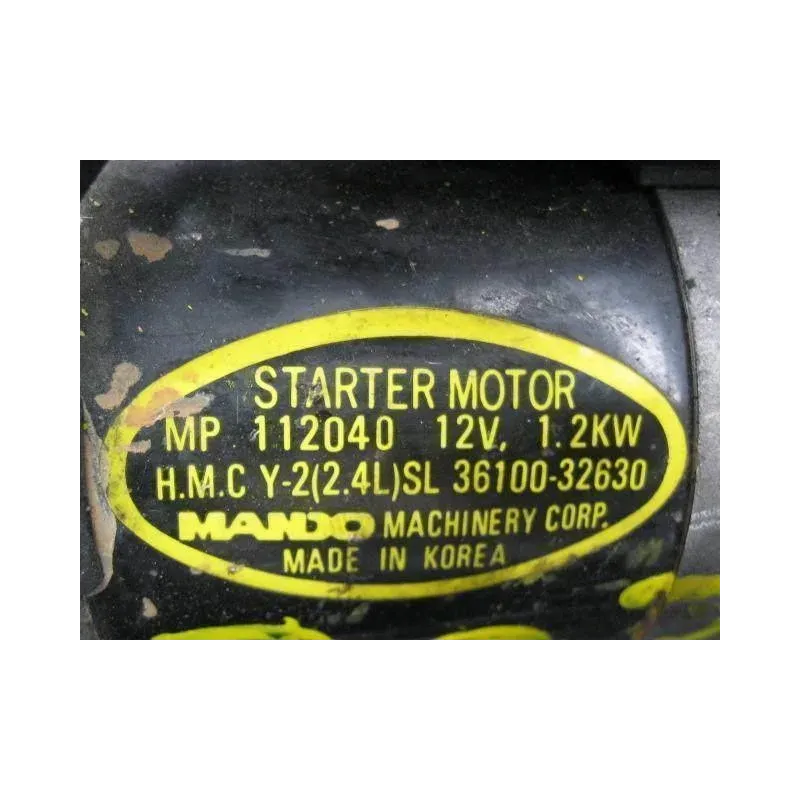 STARTER MOTOR
MP 112040 12V, 1.2KW
H.M.C Y-2(2.4L)SL 36100-32630
MANDO MACHINERY CORP.
MADE IN KOREA